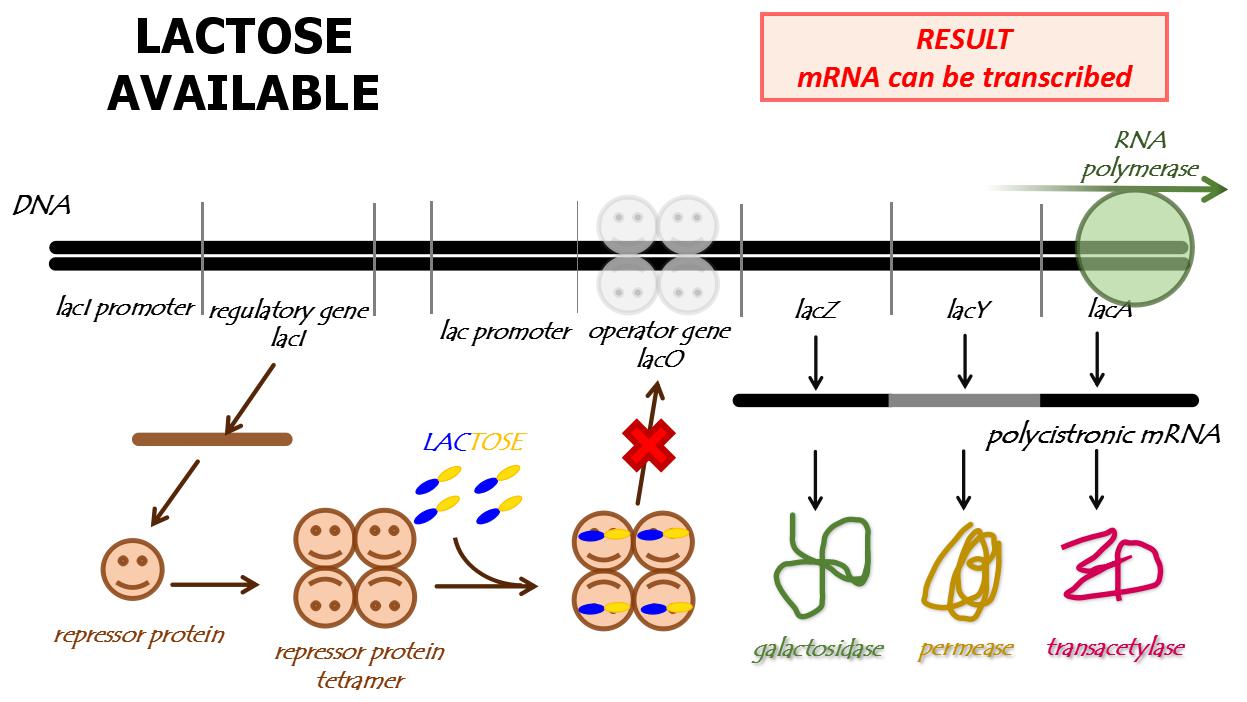 LACTOSE
AVAILABLE
RESULT
mRNA can be transcribed
RNA
polymerase
DNA
lacI promoter
regulatory gene
lacI
lac promoter
operator gene
lacO
lacZ
lacY
lacA
polycistronic mRNA
LACTOSE
repressor protein
repressor protein
tetramer
galactosidase
permease
transacetylase